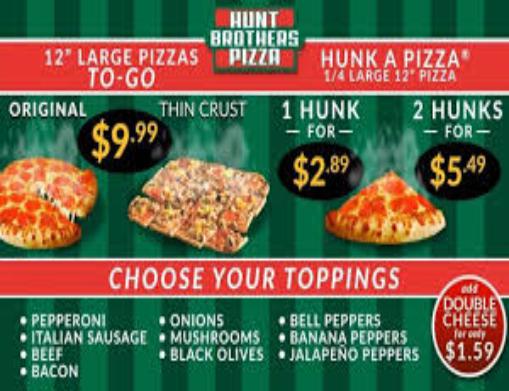 HUNT
BROTHERS
PIZZA
12" LARGE PIZZAS
TO-GO
HUNK A PIZZA®
1/4 LARGE 12" PIZZA
ORIGINAL
THIN CRUST
$9.99
1 HUNK
— FOR —
$2.89
2 HUNKS
— FOR —
$5.49
CHOOSE YOUR TOPPINGS
• PEPPERONI
• ITALIAN SAUSAGE
• BEEF
• BACON
• ONIONS
• MUSHROOMS
• BLACK OLIVES
• BELL PEPPERS
• BANANA PEPPERS
• JALAPEÑO PEPPERS
add
DOUBLE
CHEESE
for only
$1.59